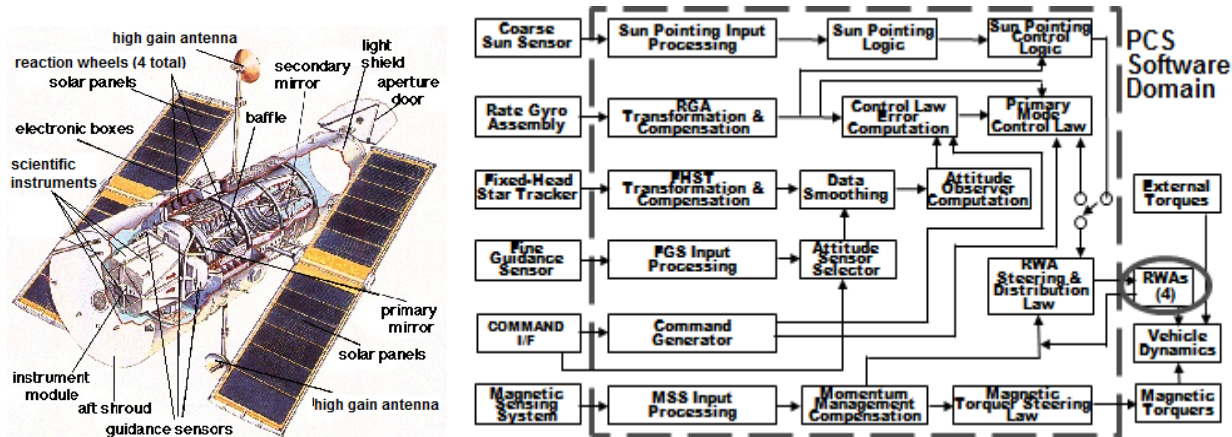 high gain antenna
reaction wheels (4 total)
solar panels
electronic boxes
scientific
instruments
secondary
mirror
light
shield
aperture
door
baffle
primary
mirror
solar panels
high gain antenna
instrument
module
aft shroud
guidance sensors
Coarse
Sun Sensor
Sun Pointing Input
Processing
Sun Pointing
Logic
Sun Pointing
Control
Logic
PCS
Software
Domain
Rate Gyro
Assembly
RGA
Transformation &
Compensation
Control Law
Error
Computation
Primary
Mode
Control Law
Fixed-Head
Star Tracker
FHST
Transformation &
Compensation
Data
Smoothing
Attitude
Observer
Computation
External
Torques
Fine
Guidance
Sensor
FGS Input
Processing
Attitude
Sensor
Selector
RWA
Steering &
Distribution
Law
RWAs
(4)
COMMAND
I/F
Command
Generator
Vehicle
Dynamics
Magnetic
Sensing
System
MSS Input
Processing
Momentum
Management
Compensation
Magnetic
Torquer Steering
Law
Magnetic
Torquers